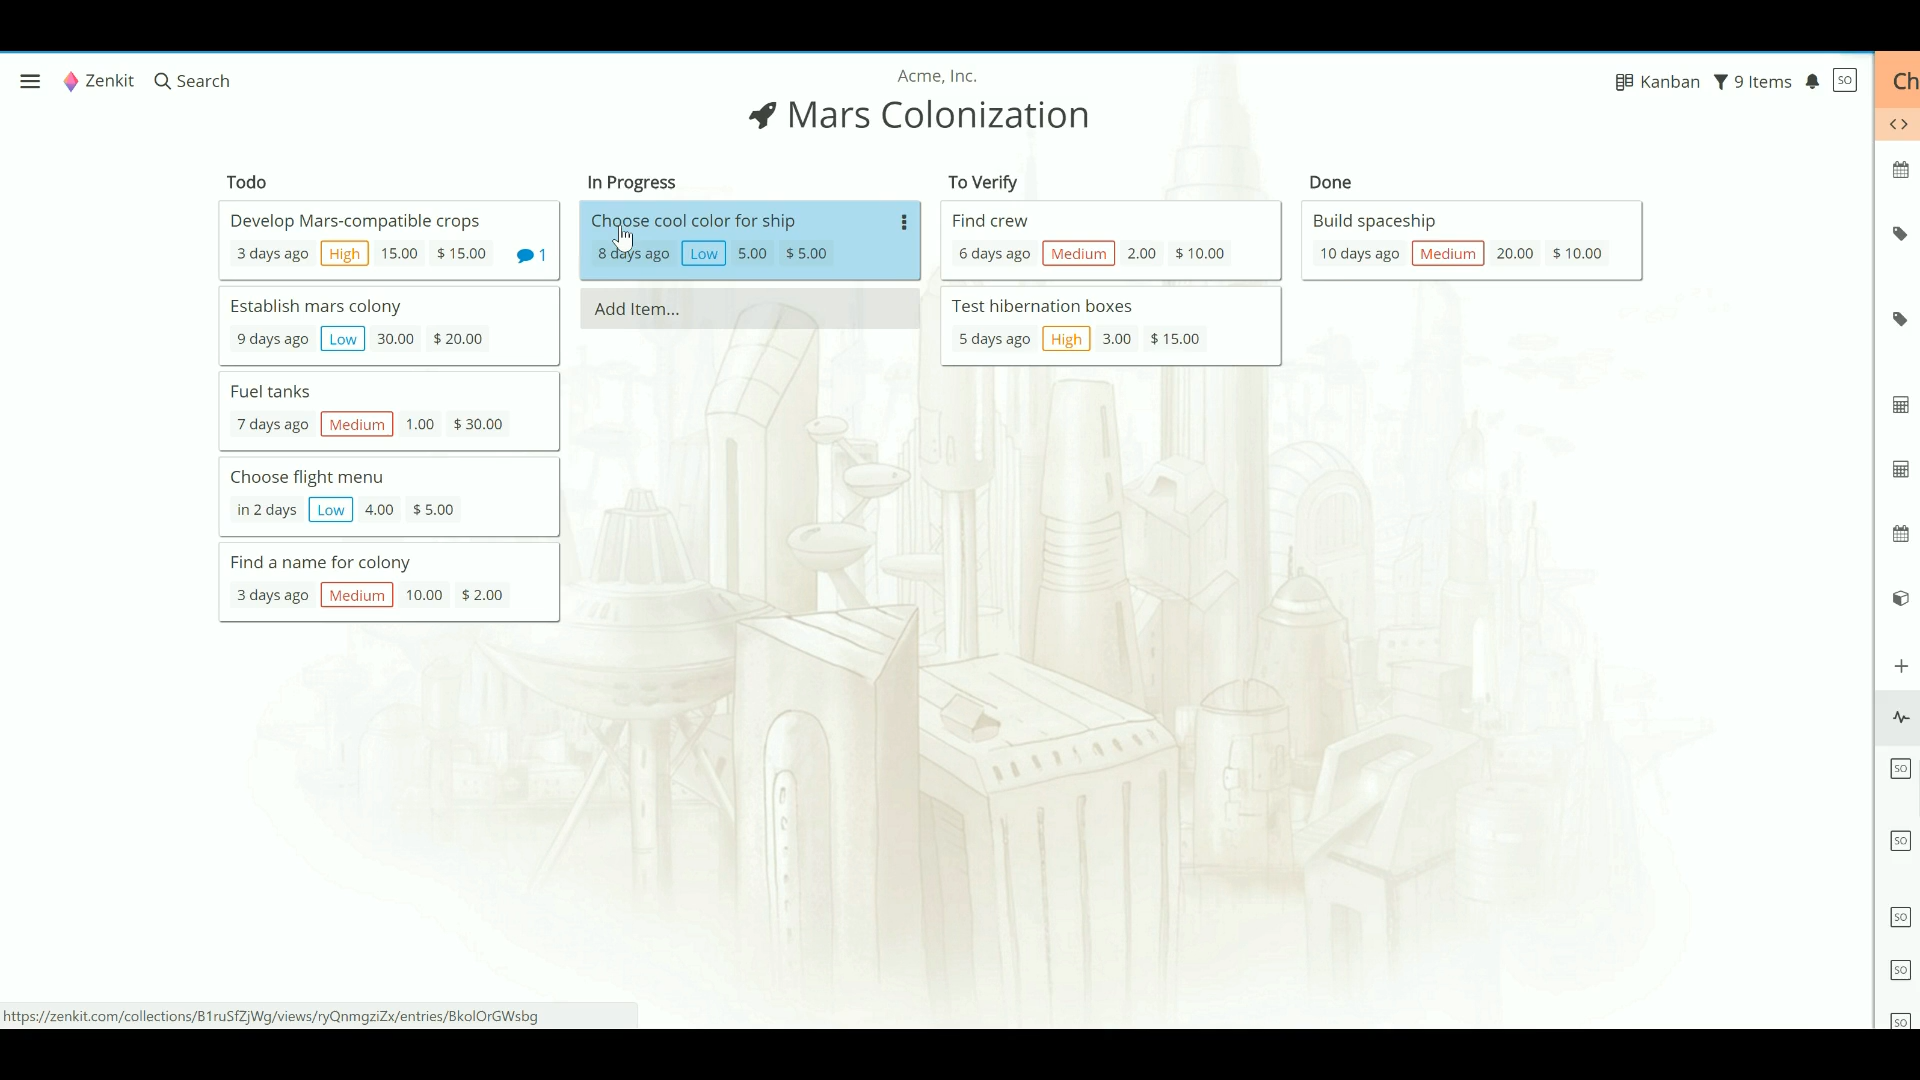 Zenkit
Search
Acme, Inc.
Mars Colonization
Kanban
9 Items
SO
Ch
Todo
Develop Mars-compatible crops
3 days ago High 15.00 $ 15.00 1
Establish mars colony
9 days ago Low 30.00 $ 20.00
Fuel tanks
7 days ago Medium 1.00 $ 30.00
Choose flight menu
in 2 days Low 4.00 $ 5.00
Find a name for colony
3 days ago Medium 10.00 $ 2.00
In Progress
Choose cool color for ship
8 days ago Low 5.00 $ 5.00
Add Item...
To Verify
Find crew
6 days ago Medium 2.00 $ 10.00
Test hibernation boxes
5 days ago High 3.00 $ 15.00
Done
Build spaceship
10 days ago Medium 20.00 $ 10.00
SO
SO
SO
SO
SO
https://zenkit.com/collections/B1ruSfZjWg/views/ryQnmgziZx/entries/BkolOrGWsbg